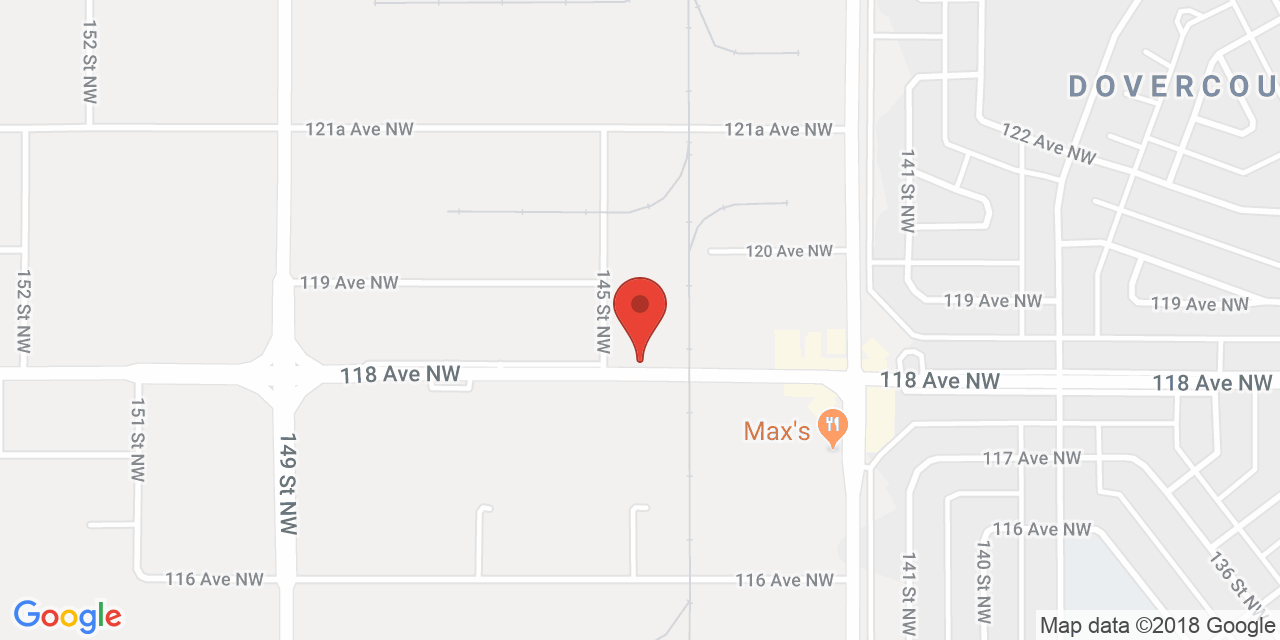 152 St NW
DOVERCOU
121a Ave NW
121a Ave NW
122 Ave NW
141 St NW
120 Ave NW
152 St NW
119 Ave NW
145 St NW
119 Ave NW
119 Ave NW
118 Ave NW
118 Ave NW
118 Ave NW
151 St NW
Max's
149 St NW
117 Ave NW
116 Ave NW
116 Ave NW
116 Ave NW
141 St NW
140 St NW
136 St NW
Google
Map data ©2018 Google